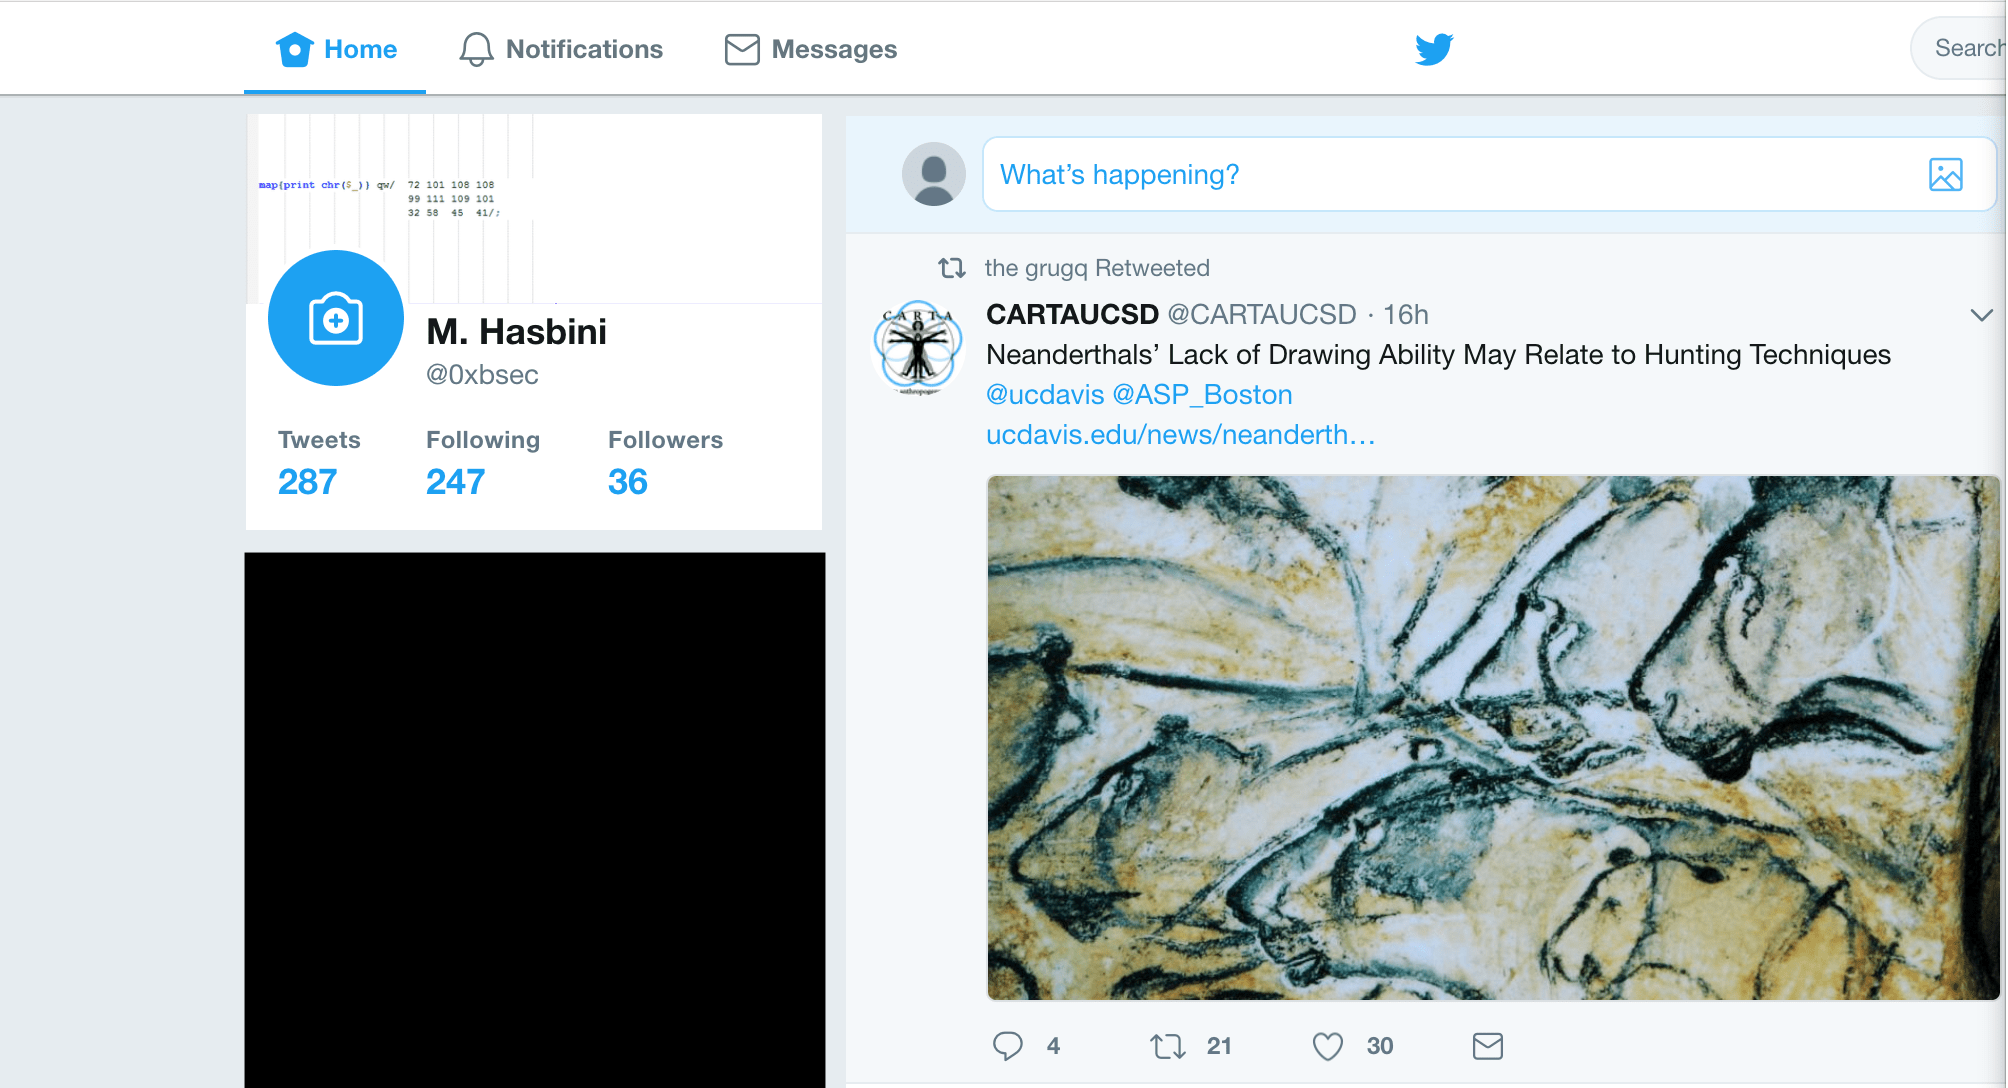 Home
Notifications
Messages
Search
map{print chr($_)} qw/ 72 101 108 108
99 111 109 101
32 58 45 41/;
M. Hasbini
@0xbsec
Tweets
287
Following
247
Followers
36
What’s happening?
the grugq Retweeted
CARTA
CARTAUCSD @CARTAUCSD · 16h
Neanderthals’ Lack of Drawing Ability May Relate to Hunting Techniques
@ucdavis @ASP_Boston
ucdavis.edu/news/neanderth…
4
21
30